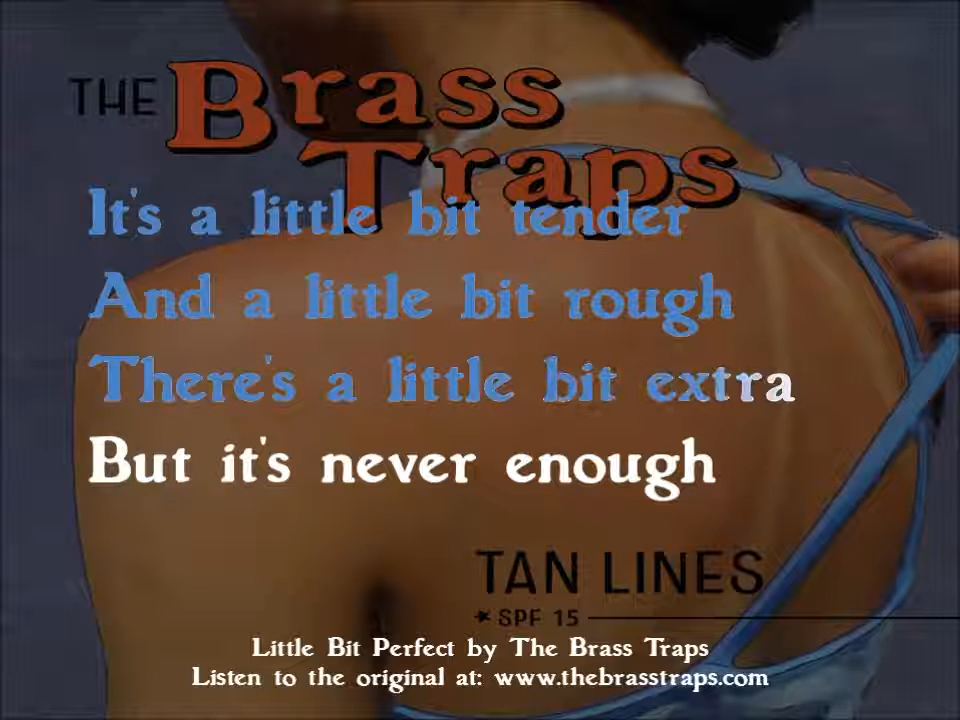 THE Brass
Traps
It's a little bit tender
And a little bit rough
There's a little bit extra
But it's never enough
TAN LINES
SPF 15
Little Bit Perfect by The Brass Traps
Listen to the original at: www.thebrasstraps.com